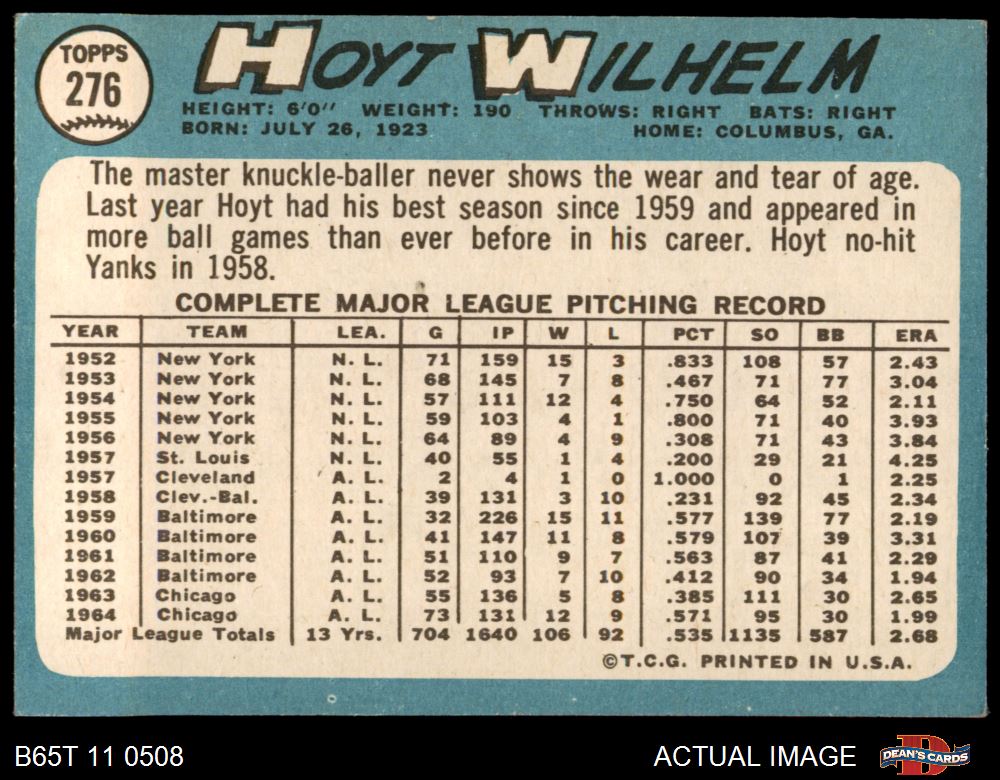 TOPPS
276
HOYT WILHELM
HEIGHT: 6'0" WEIGHT: 190 THROWS: RIGHT BATS: RIGHT
BORN: JULY 26, 1923 HOME: COLUMBUS, GA.
The master knuckle-baller never shows the wear and tear of age.
Last year Hoyt had his best season since 1959 and appeared in
more ball games than ever before in his career. Hoyt no-hit
Yanks in 1958.
COMPLETE MAJOR LEAGUE PITCHING RECORD
YEAR TEAM LEA. G IP W L PCT SO BB ERA
1952 New York N. L. 71 159 15 3 .833 108 57 2.43
1953 New York N. L. 68 145 7 8 .467 71 77 3.04
1954 New York N. L. 57 111 12 4 .750 64 52 2.11
1955 New York N. L. 59 103 4 1 .800 71 40 3.93
1956 New York N. L. 64 89 4 9 .308 71 43 3.84
1957 St. Louis N. L. 40 55 1 4 .200 29 21 4.25
1957 Cleveland A. L. 2 4 1 0 1.000 0 1 2.25
1958 Clev.-Bal. A. L. 39 131 3 10 .231 92 45 2.34
1959 Baltimore A. L. 32 226 15 11 .577 139 77 2.19
1960 Baltimore A. L. 41 147 11 8 .579 107 39 3.31
1961 Baltimore A. L. 51 110 9 7 .563 87 41 2.29
1962 Baltimore A. L. 52 93 7 10 .412 90 34 1.94
1963 Chicago A. L. 55 136 5 8 .385 111 30 2.65
1964 Chicago A. L. 73 131 12 9 .571 95 30 1.99
Major League Totals 13 Yrs. 704 1640 106 92 .535 1135 587 2.68
©T.C.G. PRINTED IN U.S.A.
B65T 11 0508 ACTUAL IMAGE DEAN'S CARDS